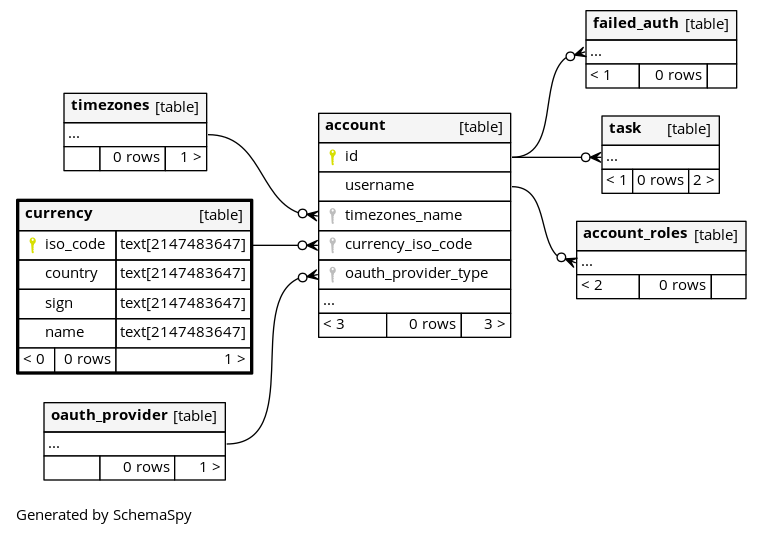 failed_auth [table]
...
< 1 0 rows
timezones [table]
...
0 rows 1 >
account [table]
id
username
timezones_name
currency_iso_code
oauth_provider_type
...
< 3 0 rows 3 >
task [table]
...
< 1 0 rows 2 >
currency [table]
iso_code text[2147483647]
country text[2147483647]
sign text[2147483647]
name text[2147483647]
< 0 0 rows 1 >
account_roles [table]
...
< 2 0 rows
oauth_provider [table]
...
0 rows 1 >
Generated by SchemaSpy